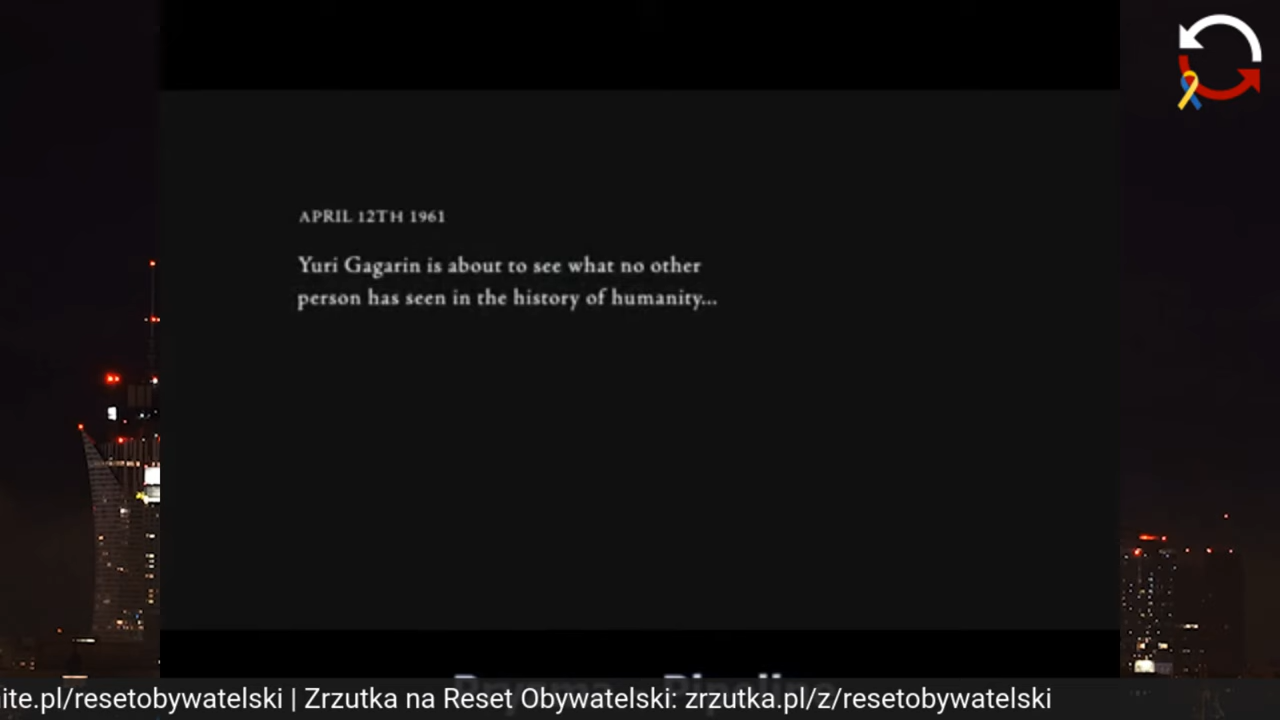 APRIL 12TH 1961
Yuri Gagarin is about to see what no other
person has seen in the history of humanity...
ite.pl/resetobywatelski | Zrzutka na Reset Obywatelski: zrzutka.pl/z/resetobywatelski